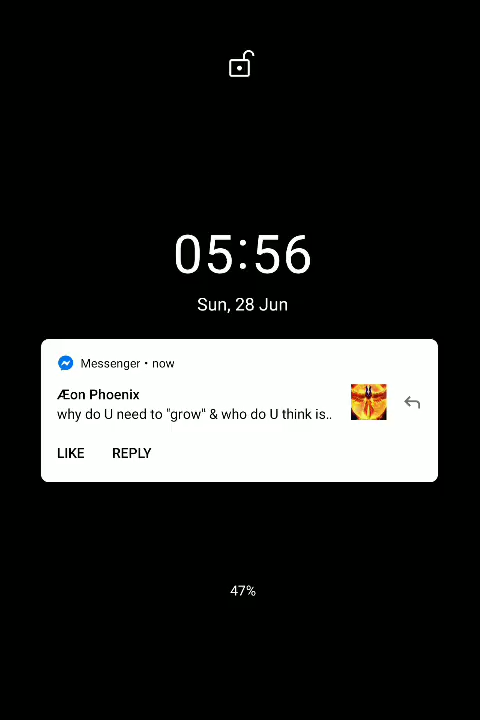 05:56
Sun, 28 Jun
Messenger • now
Æon Phoenix
why do U need to "grow" & who do U think is..
LIKE REPLY
47%